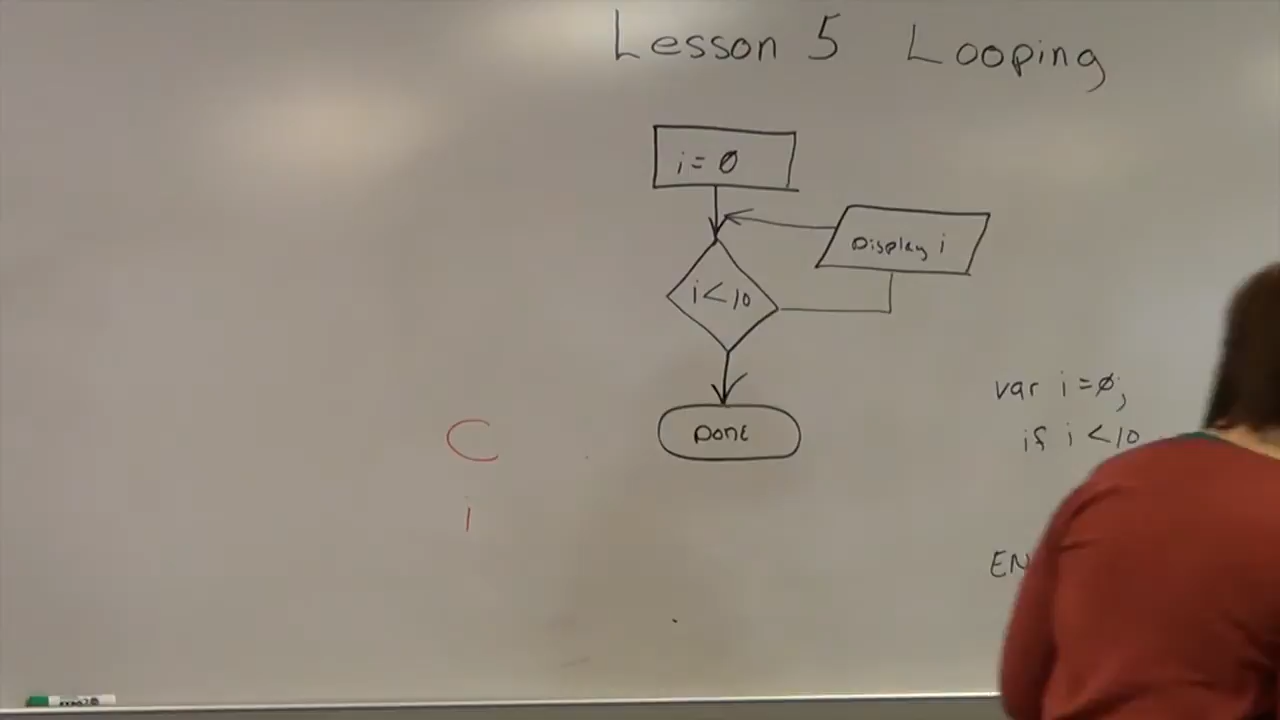 Lesson 5 Looping
i = 0
Display i
i < 10
DONE
var i = 0;
if i < 10
C
i